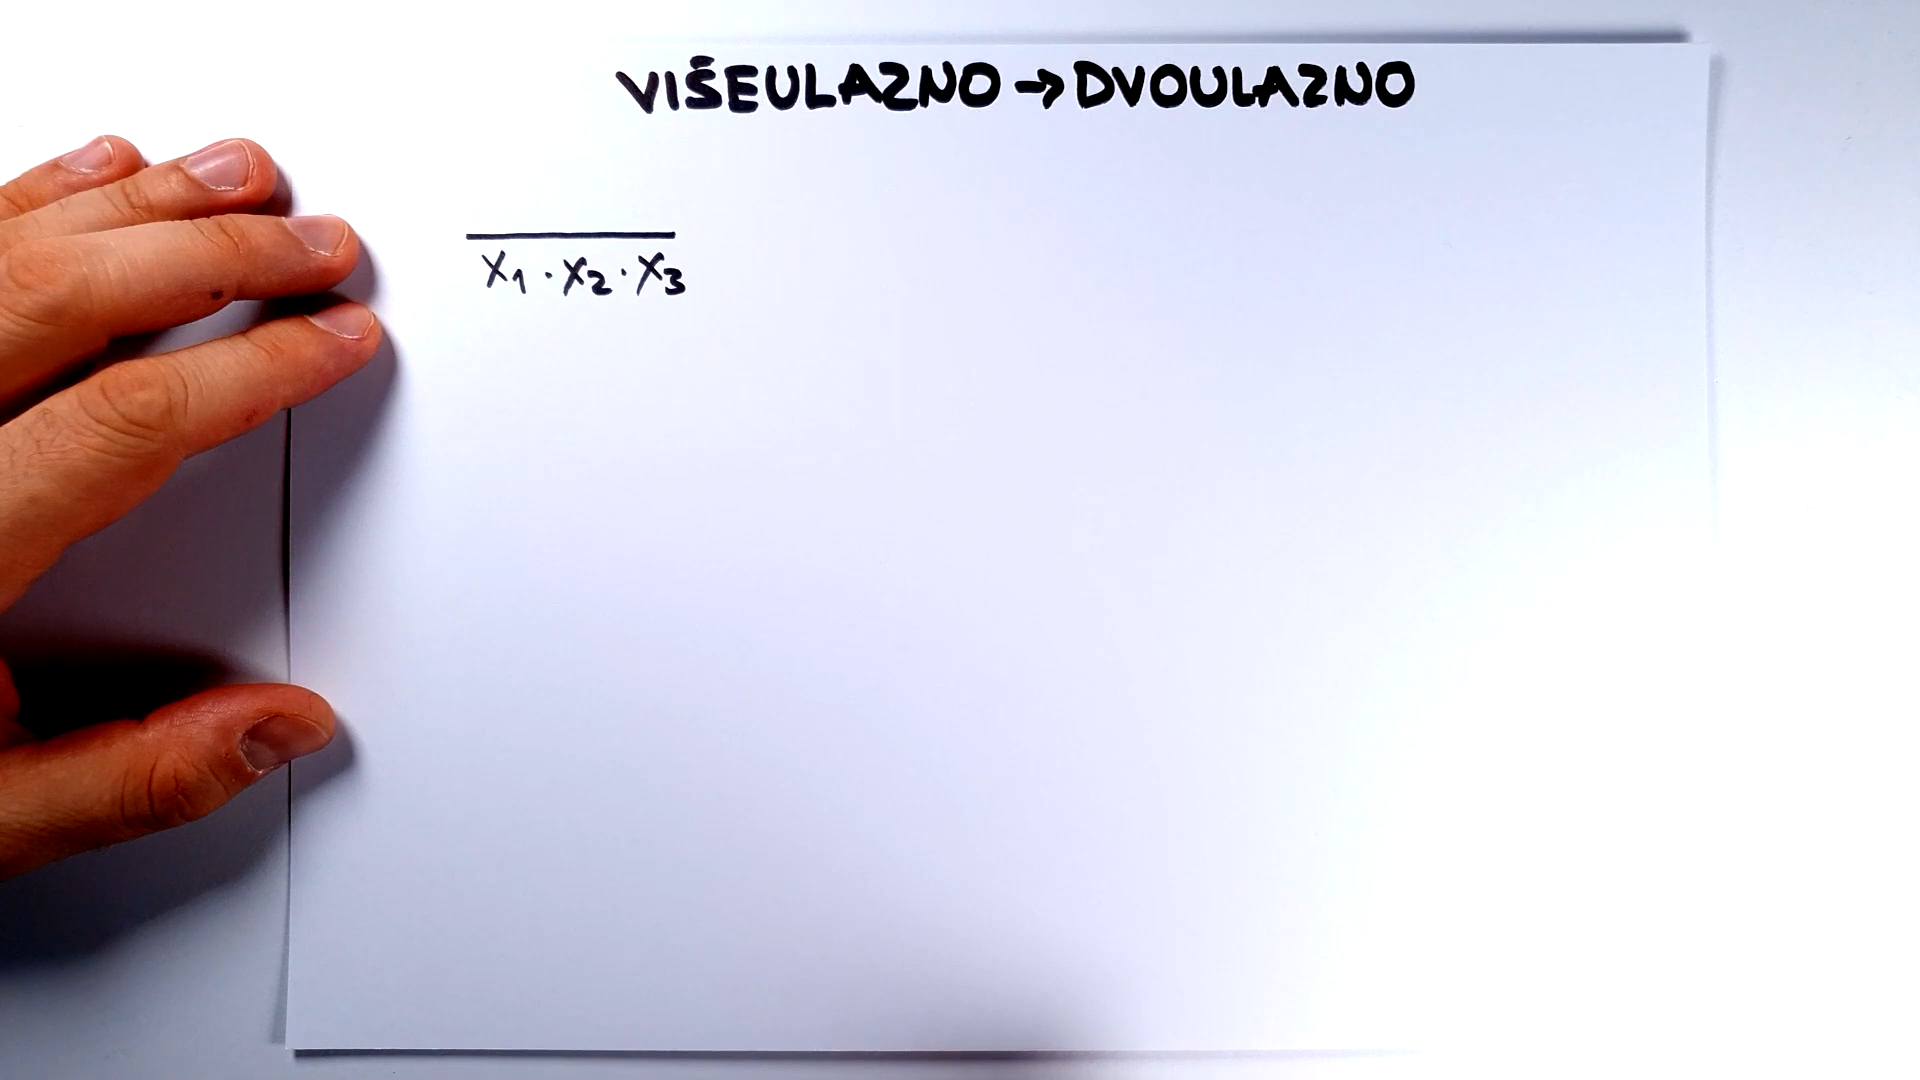 VIŠEULAZNO → DVOULAZNO
x₁ · x₂ · x₃